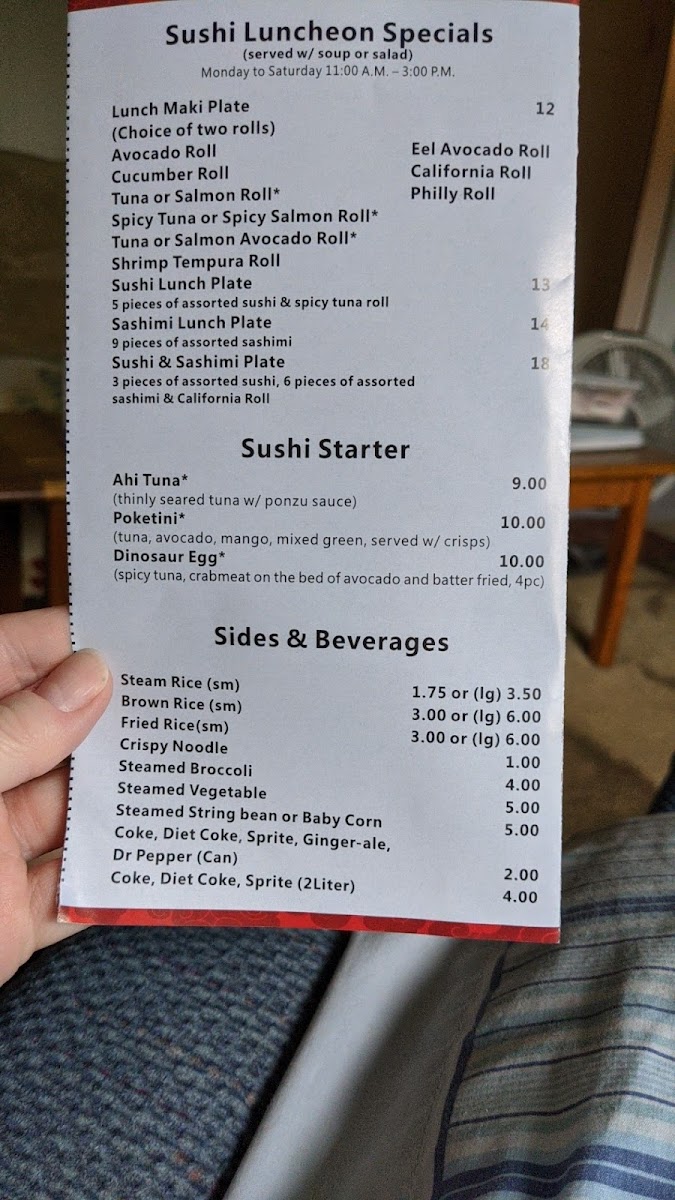 Sushi Luncheon Specials
(served w/ soup or salad)
Monday to Saturday 11:00 A.M. – 3:00 P.M.
Lunch Maki Plate 12
(Choice of two rolls)
Avocado Roll Eel Avocado Roll
Cucumber Roll California Roll
Tuna or Salmon Roll* Philly Roll
Spicy Tuna or Spicy Salmon Roll*
Tuna or Salmon Avocado Roll*
Shrimp Tempura Roll
Sushi Lunch Plate 13
5 pieces of assorted sushi & spicy tuna roll
Sashimi Lunch Plate 14
9 pieces of assorted sashimi
Sushi & Sashimi Plate 18
3 pieces of assorted sushi, 6 pieces of assorted
sashimi & California Roll
Sushi Starter
Ahi Tuna* 9.00
(thinly seared tuna w/ ponzu sauce)
Poketini* 10.00
(tuna, avocado, mango, mixed green, served w/ crisps)
Dinosaur Egg* 10.00
(spicy tuna, crabmeat on the bed of avocado and batter fried, 4pc)
Sides & Beverages
Steam Rice (sm) 1.75 or (lg) 3.50
Brown Rice (sm) 3.00 or (lg) 6.00
Fried Rice(sm) 3.00 or (lg) 6.00
Crispy Noodle 1.00
Steamed Broccoli 4.00
Steamed Vegetable 5.00
Steamed String bean or Baby Corn 5.00
Coke, Diet Coke, Sprite, Ginger-ale,
Dr Pepper (Can) 2.00
Coke, Diet Coke, Sprite (2Liter) 4.00